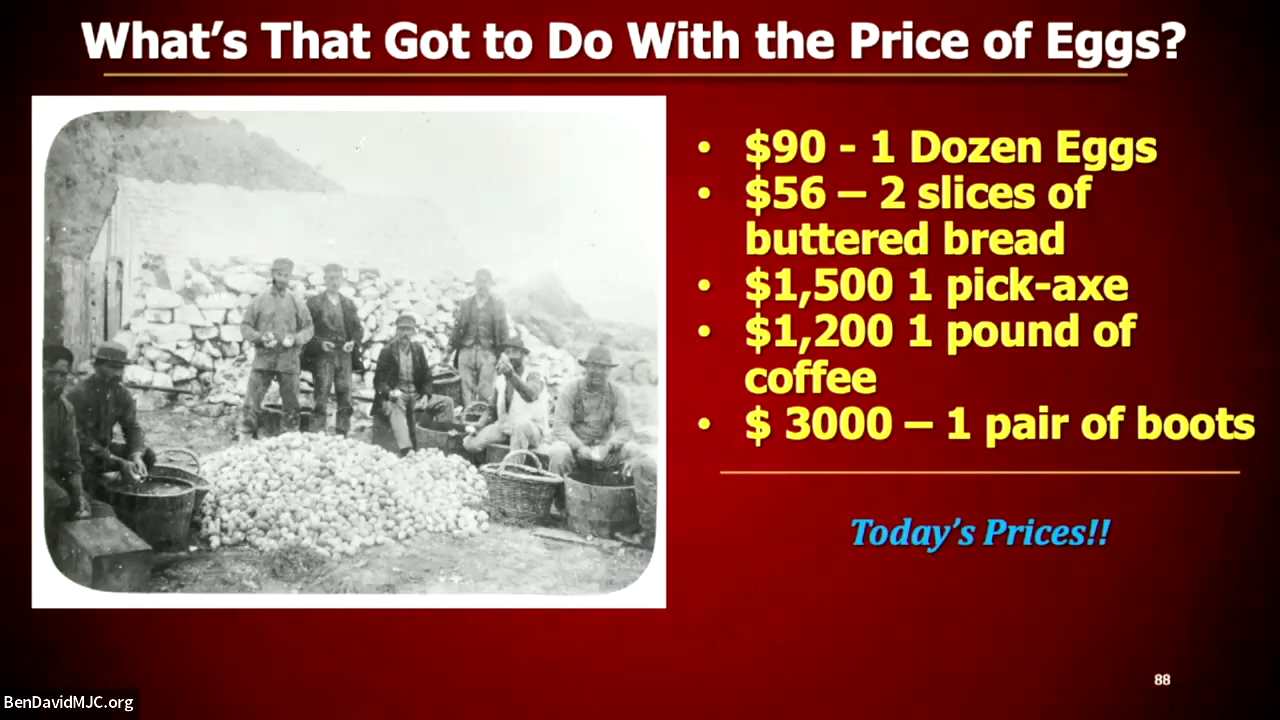 What's That Got to Do With the Price of Eggs?
• $90 - 1 Dozen Eggs
• $56 – 2 slices of
buttered bread
• $1,500 1 pick-axe
• $1,200 1 pound of
coffee
• $ 3000 – 1 pair of boots
Today's Prices!!
88
BenDavidMJC.org